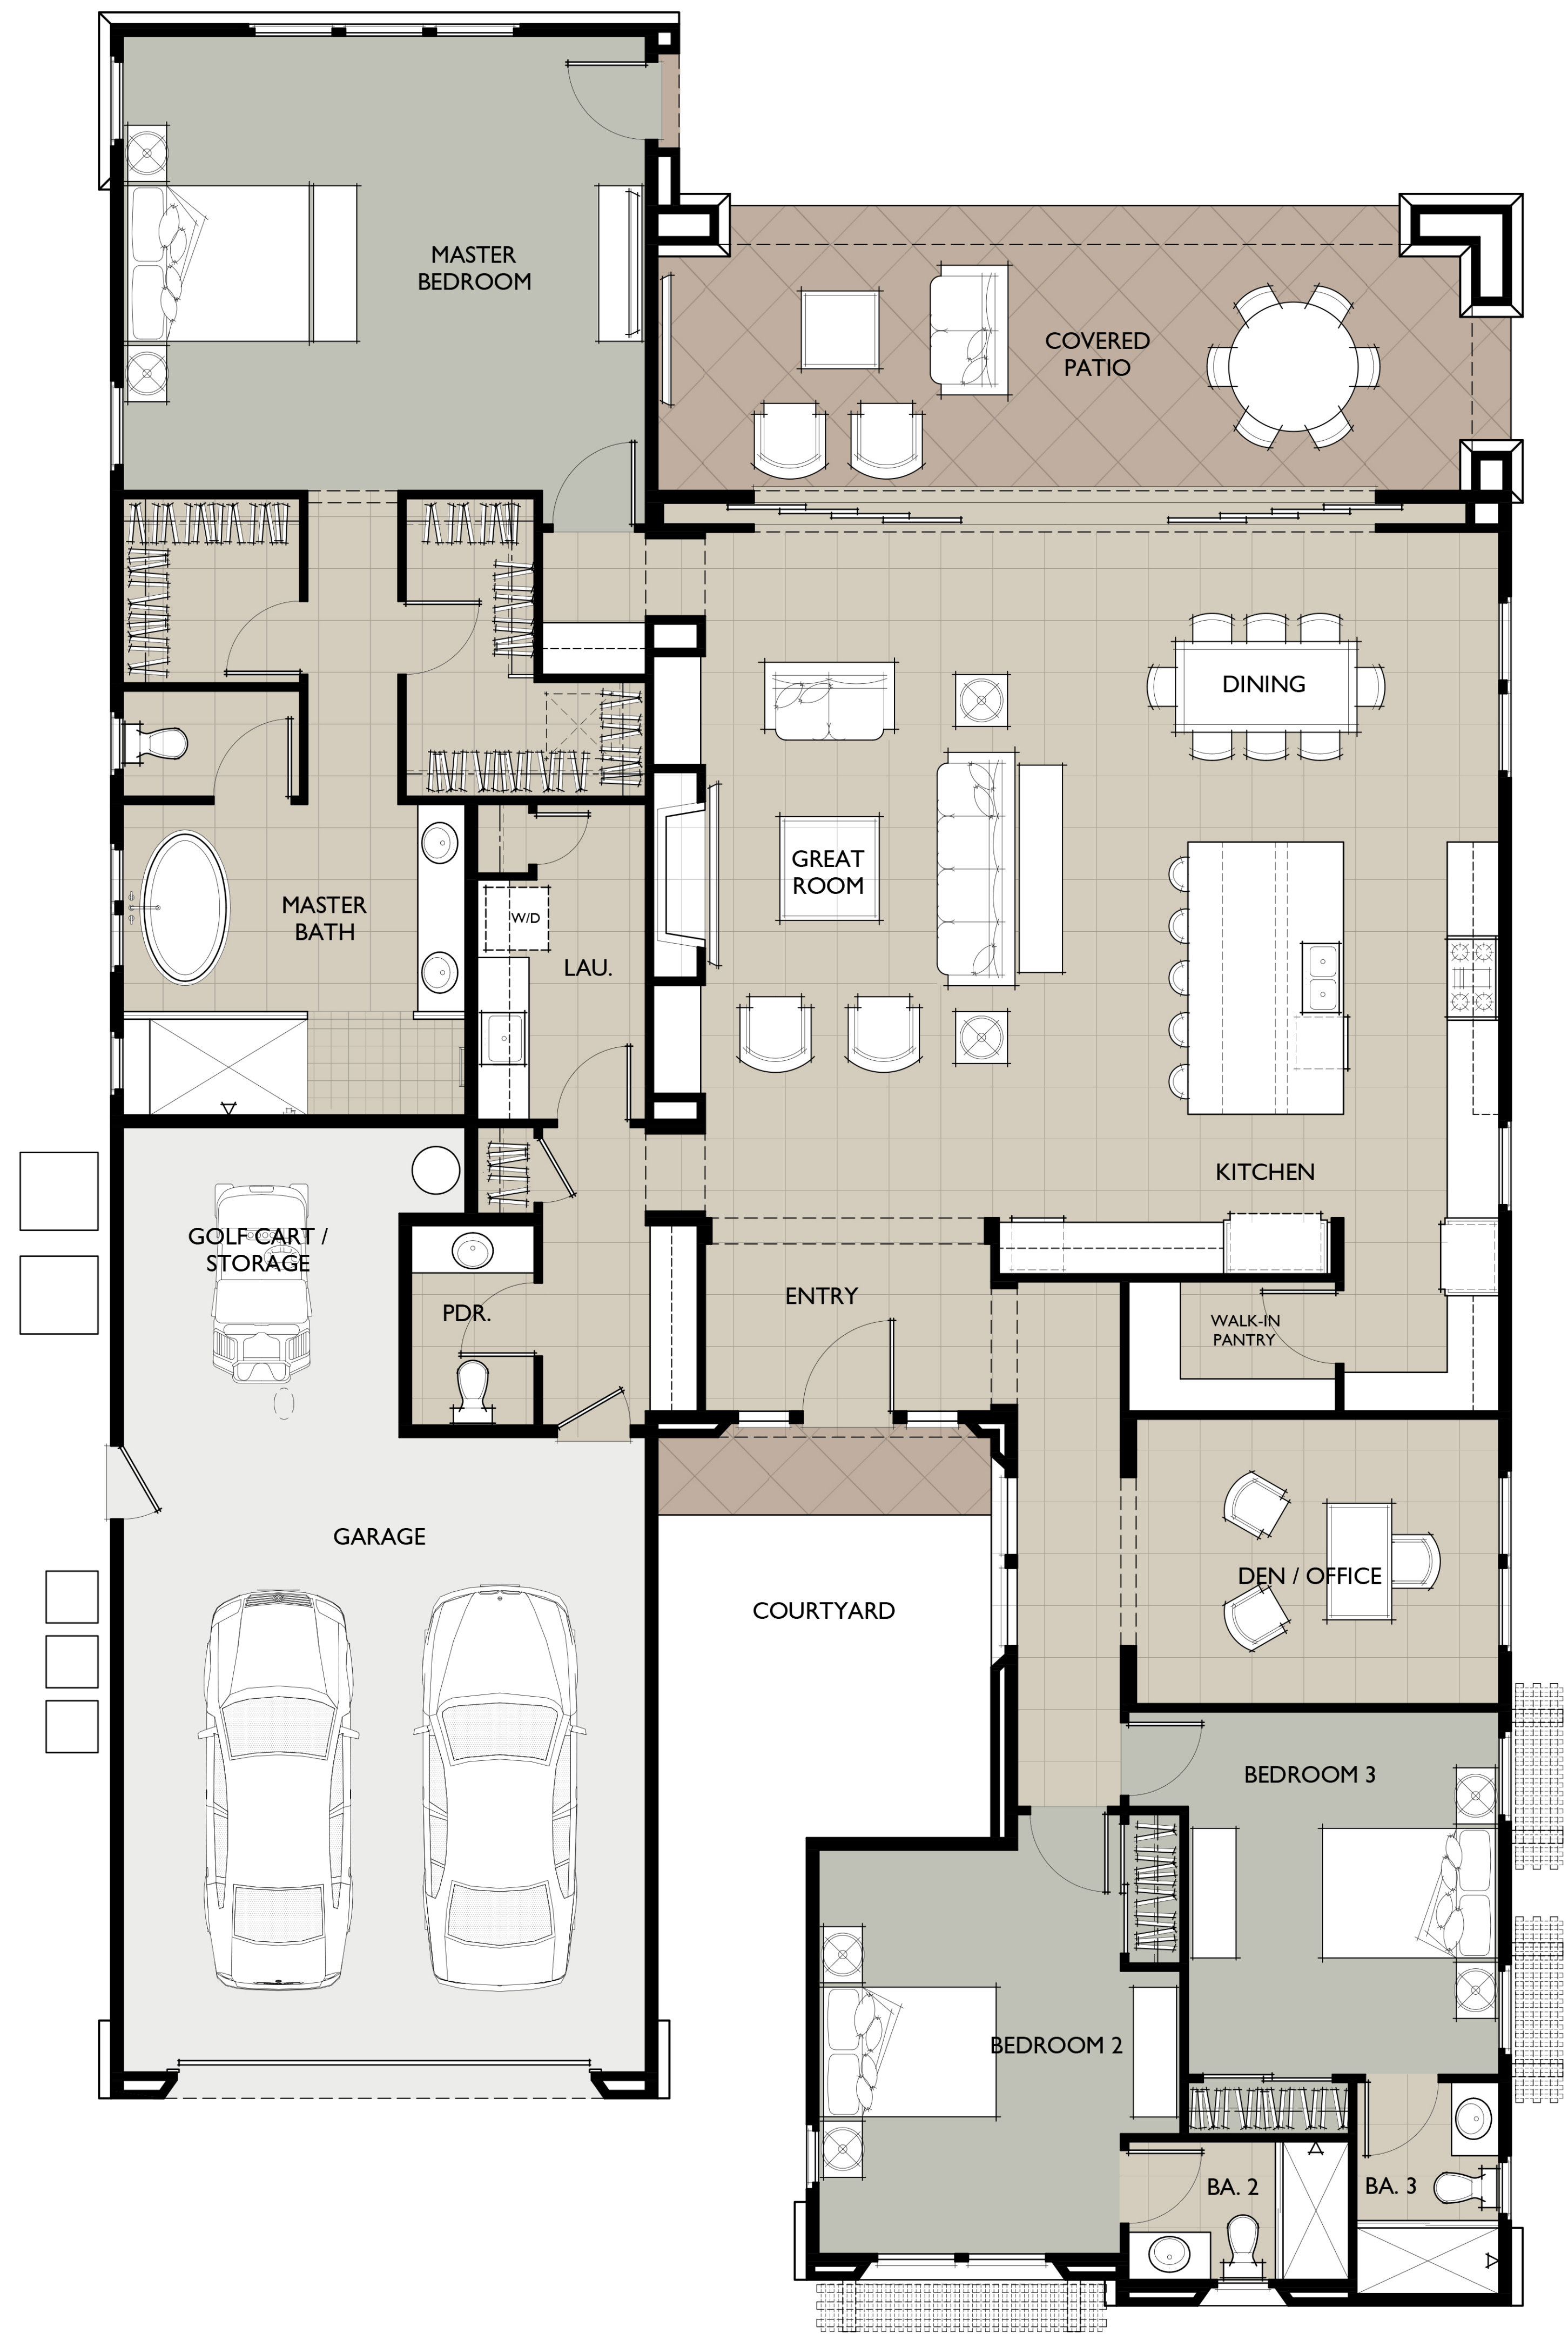 MASTER
BEDROOM
COVERED
PATIO
DINING
GREAT
ROOM
MASTER
BATH
W/D
LAU.
KITCHEN
GOLF CART /
STORAGE
ENTRY
PDR.
WALK-IN
PANTRY
GARAGE
DEN / OFFICE
COURTYARD
BEDROOM 3
BEDROOM 2
BA. 2
BA. 3